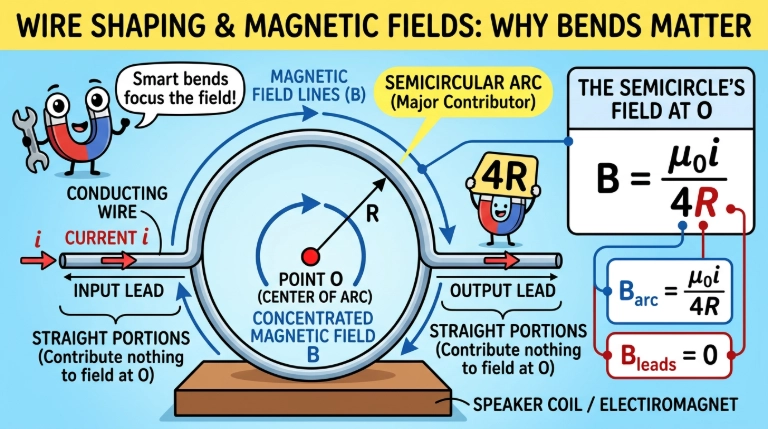 WIRE SHAPING & MAGNETIC FIELDS: WHY BENDS MATTER
Smart bends
focus the field!
MAGNETIC
FIELD LINES (B)
SEMICIRCULAR ARC
(Major Contributor)
THE SEMICIRCLE'S
FIELD AT O
B = μ₀i / 4R
4R
CONDUCTING
WIRE
R
i CURRENT i
POINT O
(CENTER OF ARC)
CONCENTRATED
MAGNETIC FIELD
B
INPUT LEAD
OUTPUT LEAD
STRAIGHT PORTIONS
(Contribute nothing
to field at O)
STRAIGHT PORTIONS
(Contribute nothing
to field at O)
B_arc = μ₀i / 4R
B_leads = 0
SPEAKER COIL / ELECTIROMAGNET